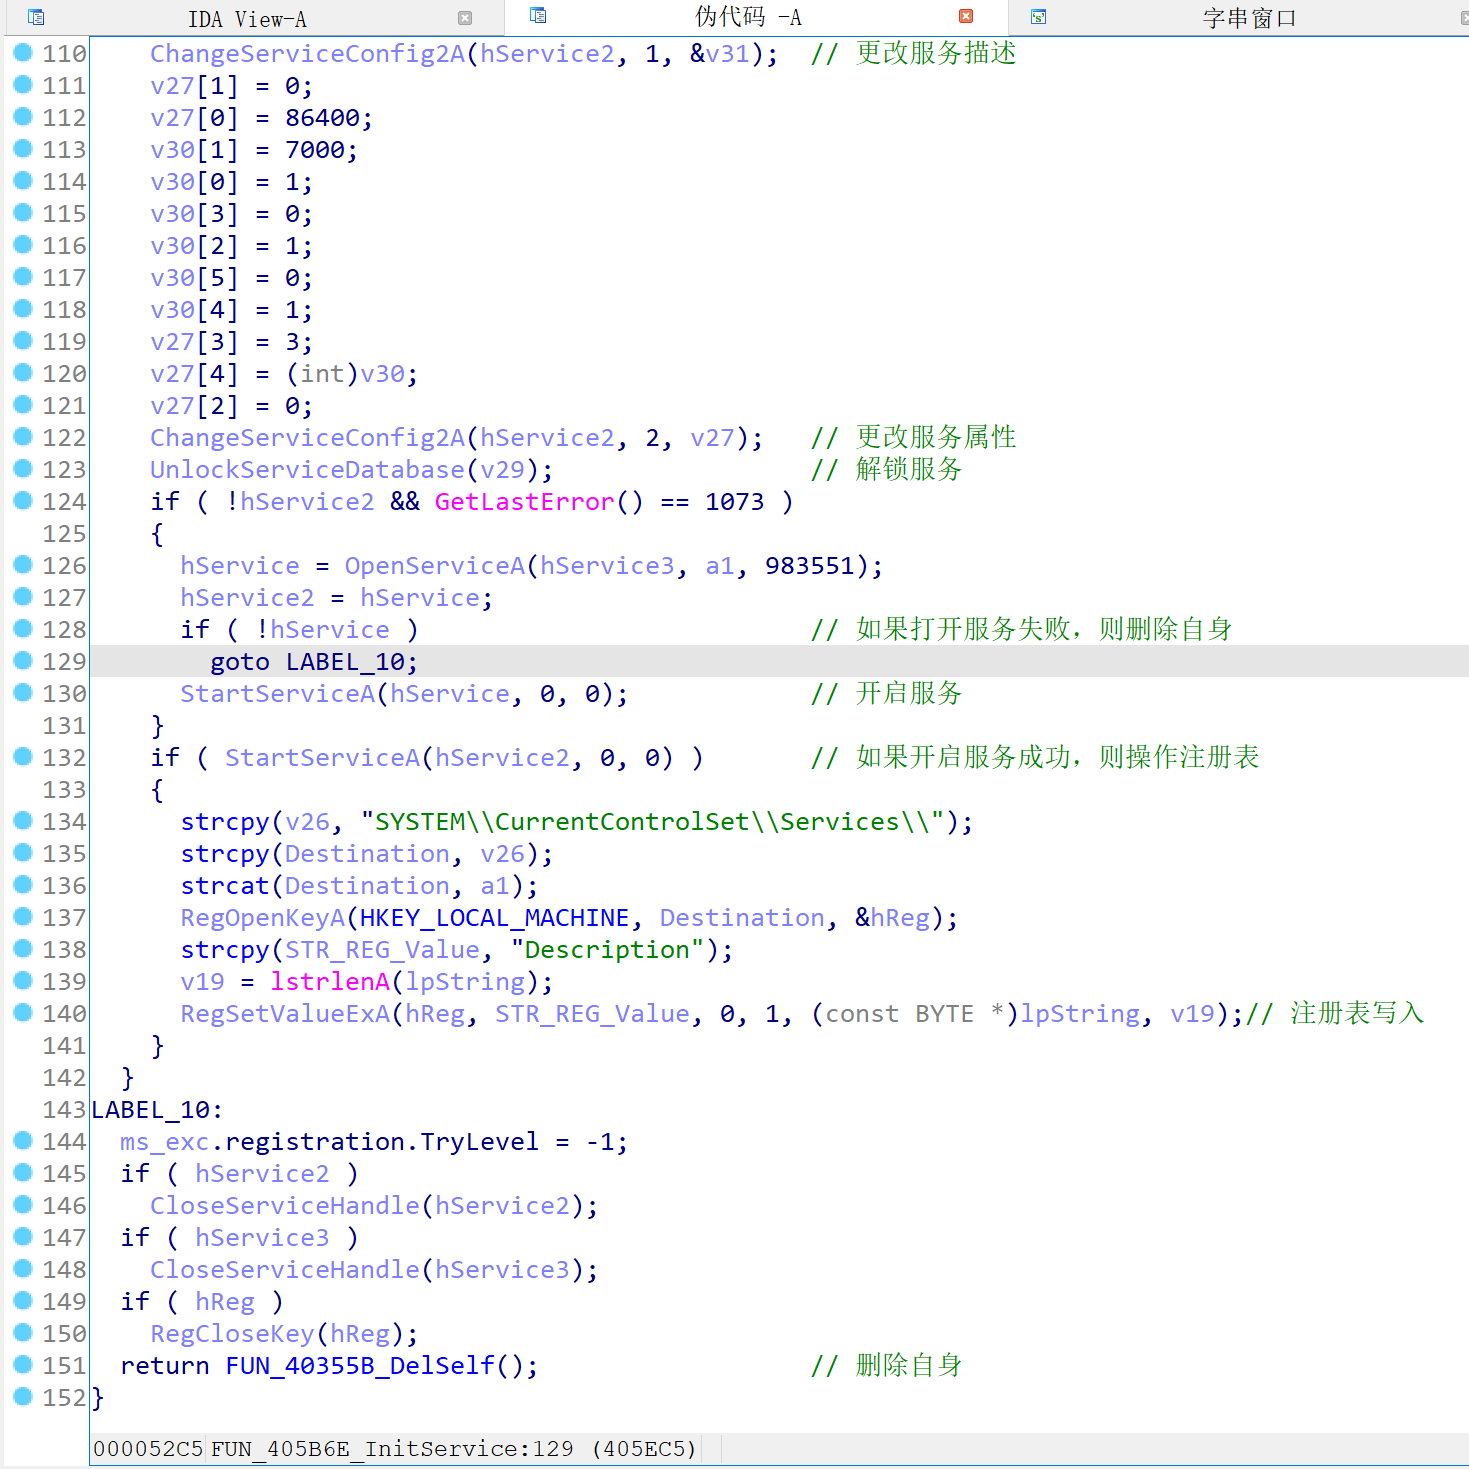 IDA View-A 伪代码 -A 字串窗口
110 ChangeServiceConfig2A(hService2, 1, &v31); // 更改服务描述
111 v27[1] = 0;
112 v27[0] = 86400;
113 v30[1] = 7000;
114 v30[0] = 1;
115 v30[3] = 0;
116 v30[2] = 1;
117 v30[5] = 0;
118 v30[4] = 1;
119 v27[3] = 3;
120 v27[4] = (int)v30;
121 v27[2] = 0;
122 ChangeServiceConfig2A(hService2, 2, v27); // 更改服务属性
123 UnlockServiceDatabase(v29); // 解锁服务
124 if ( !hService2 && GetLastError() == 1073 )
125 {
126 hService = OpenServiceA(hService3, a1, 983551);
127 hService2 = hService;
128 if ( !hService ) // 如果打开服务失败，则删除自身
129 goto LABEL_10;
130 StartServiceA(hService, 0, 0); // 开启服务
131 }
132 if ( StartServiceA(hService2, 0, 0) ) // 如果开启服务成功，则操作注册表
133 {
134 strcpy(v26, "SYSTEM\\CurrentControlSet\\Services\\");
135 strcpy(Destination, v26);
136 strcat(Destination, a1);
137 RegOpenKeyA(HKEY_LOCAL_MACHINE, Destination, &hReg);
138 strcpy(STR_REG_Value, "Description");
139 v19 = lstrlenA(lpString);
140 RegSetValueExA(hReg, STR_REG_Value, 0, 1, (const BYTE *)lpString, v19);// 注册表写入
141 }
142 }
143 LABEL_10:
144 ms_exc.registration.TryLevel = -1;
145 if ( hService2 )
146 CloseServiceHandle(hService2);
147 if ( hService3 )
148 CloseServiceHandle(hService3);
149 if ( hReg )
150 RegCloseKey(hReg);
151 return FUN_40355B_DelSelf(); // 删除自身
152 }
000052C5 FUN_405B6E_InitService:129 (405EC5)